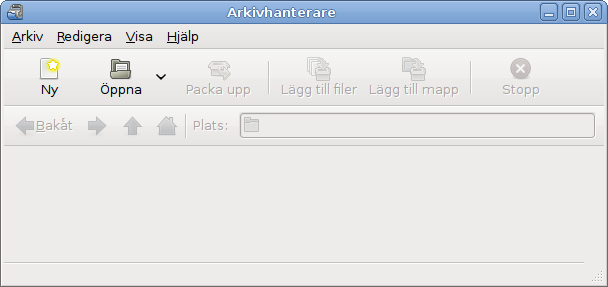 Arkivhanterare
Arkiv Redigera Visa Hjälp
Ny Öppna Packa upp Lägg till filer Lägg till mapp Stopp
Bakåt Plats: